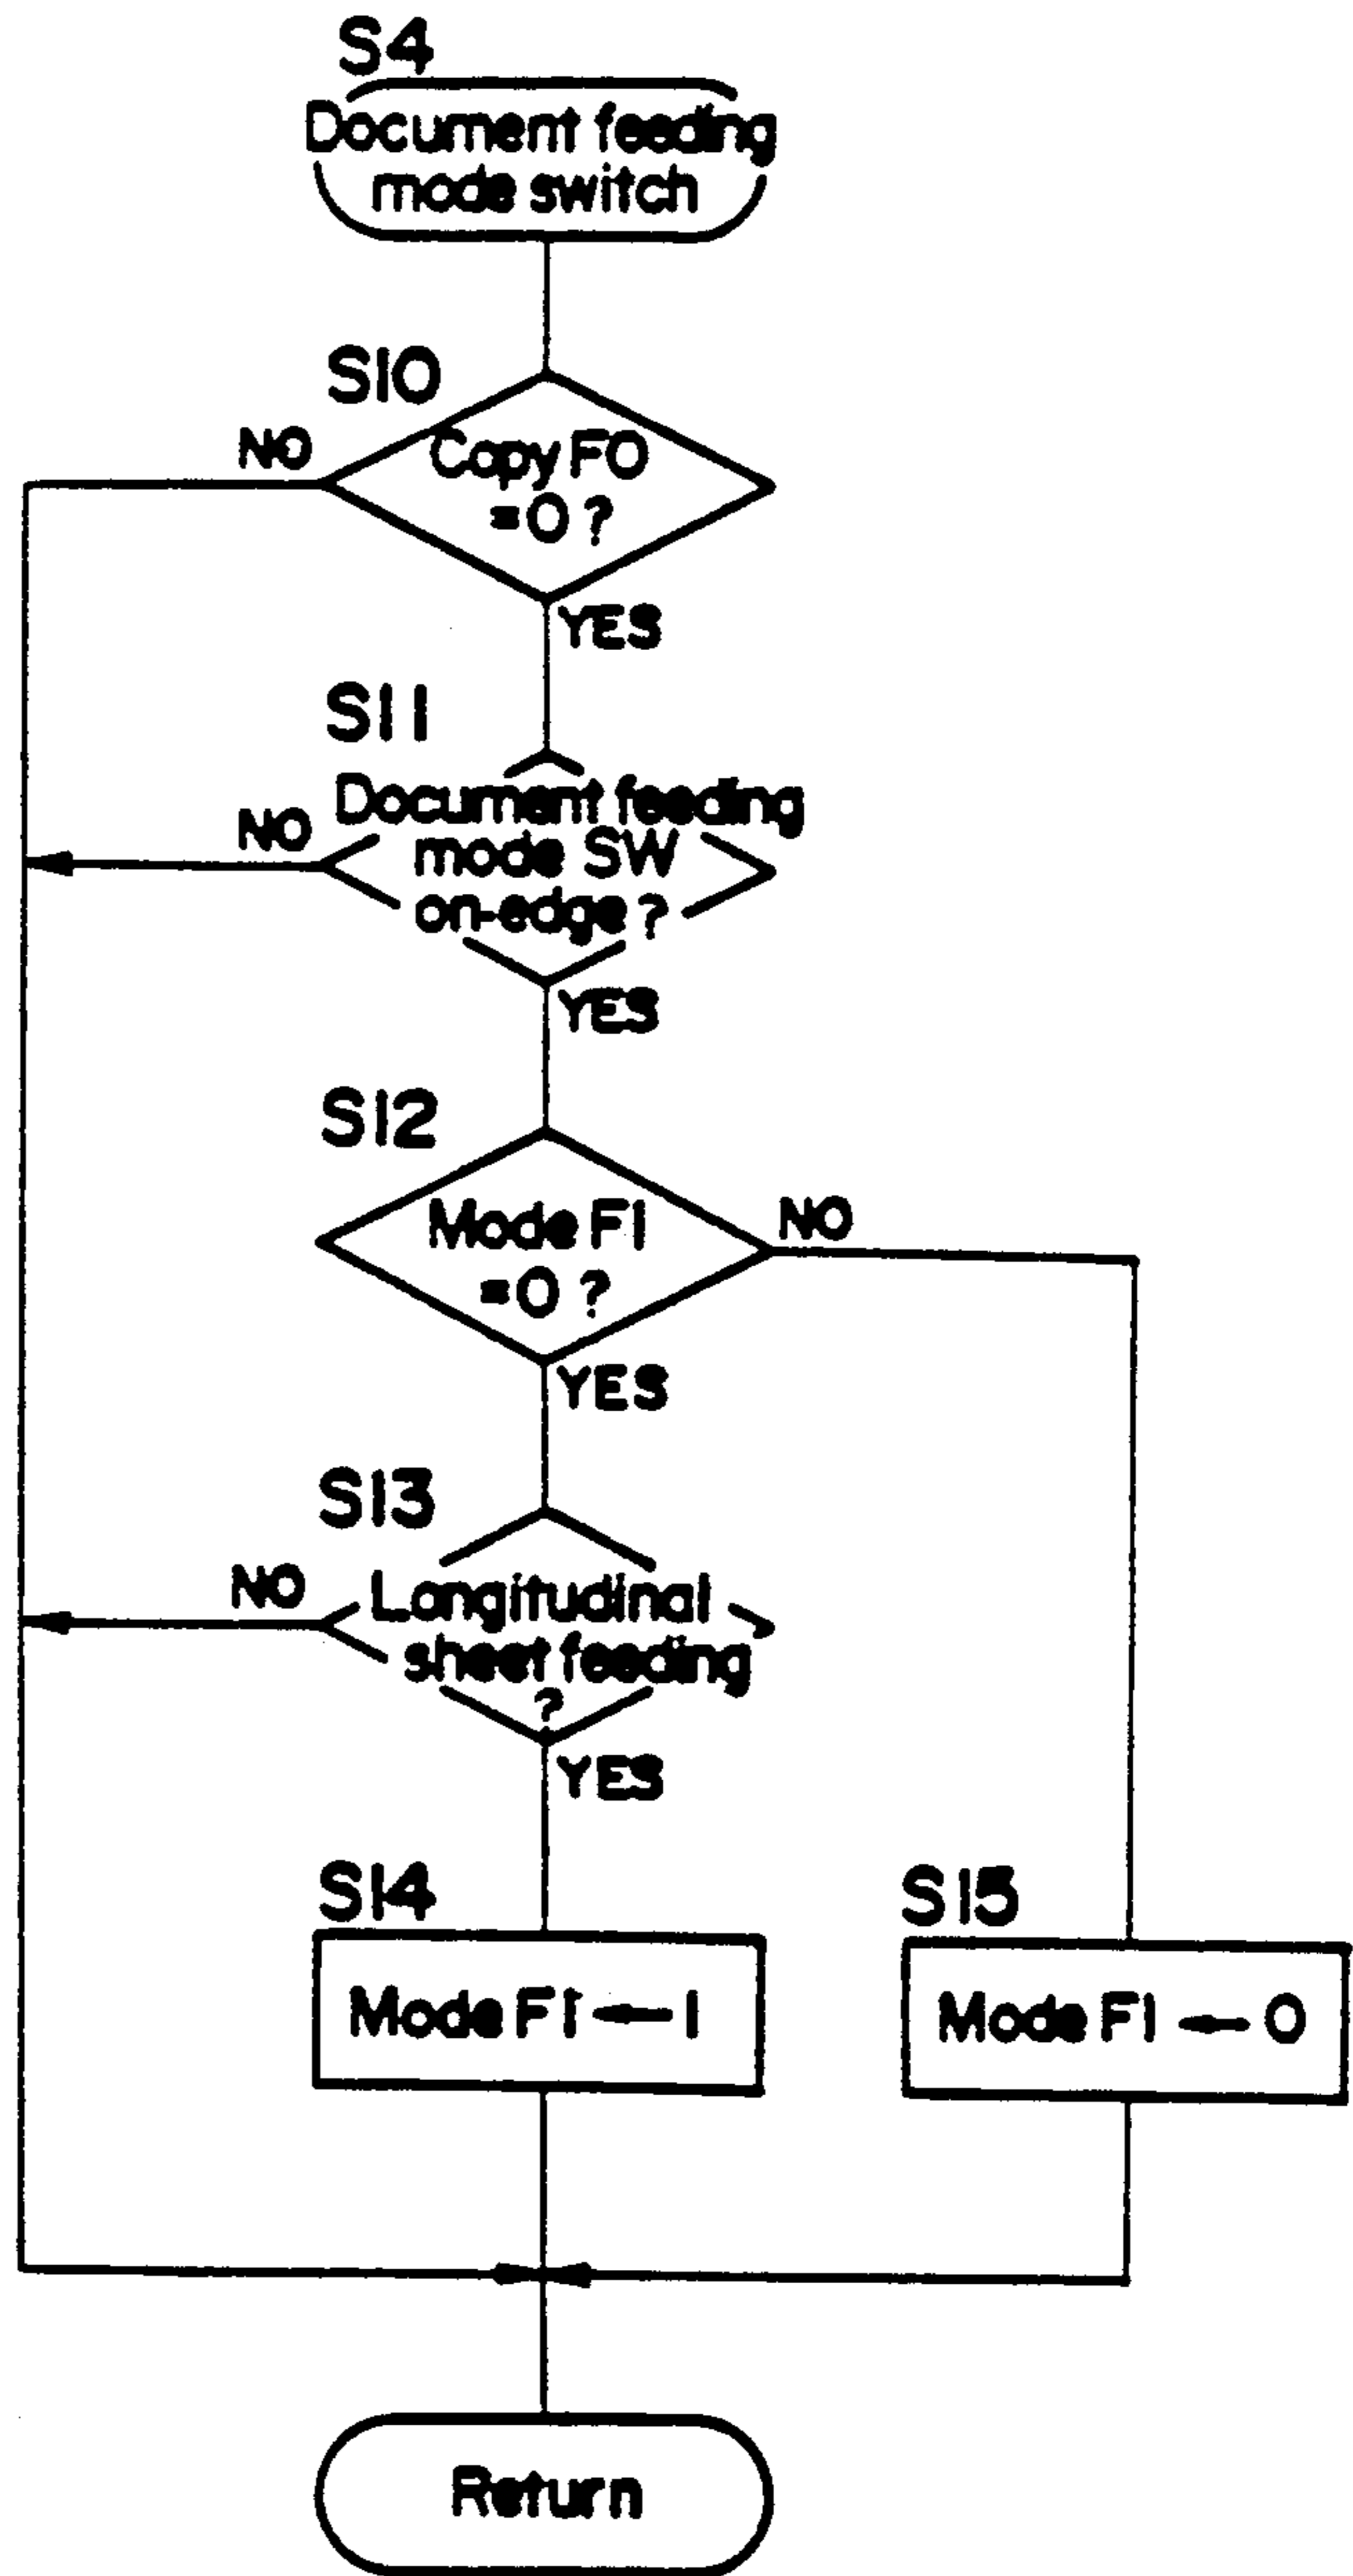 S4
Document feeding
mode switch
S10
NO
Copy F0
=0 ?
YES
S11
NO
Document feeding
mode SW
on-edge ?
YES
S12
Mode F1
=0 ?
NO
YES
S13
NO
Longitudinal
sheet feeding
?
YES
S14
Mode F1 ← 1
S15
Mode F1 ← 0
Return